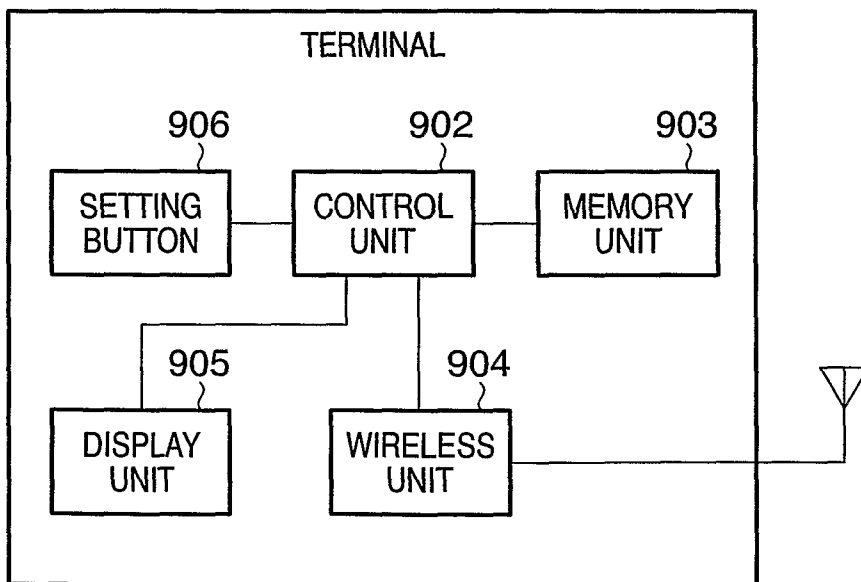 TERMINAL
906
902
903
SETTING
BUTTON
CONTROL
UNIT
MEMORY
UNIT
905
904
DISPLAY
UNIT
WIRELESS
UNIT